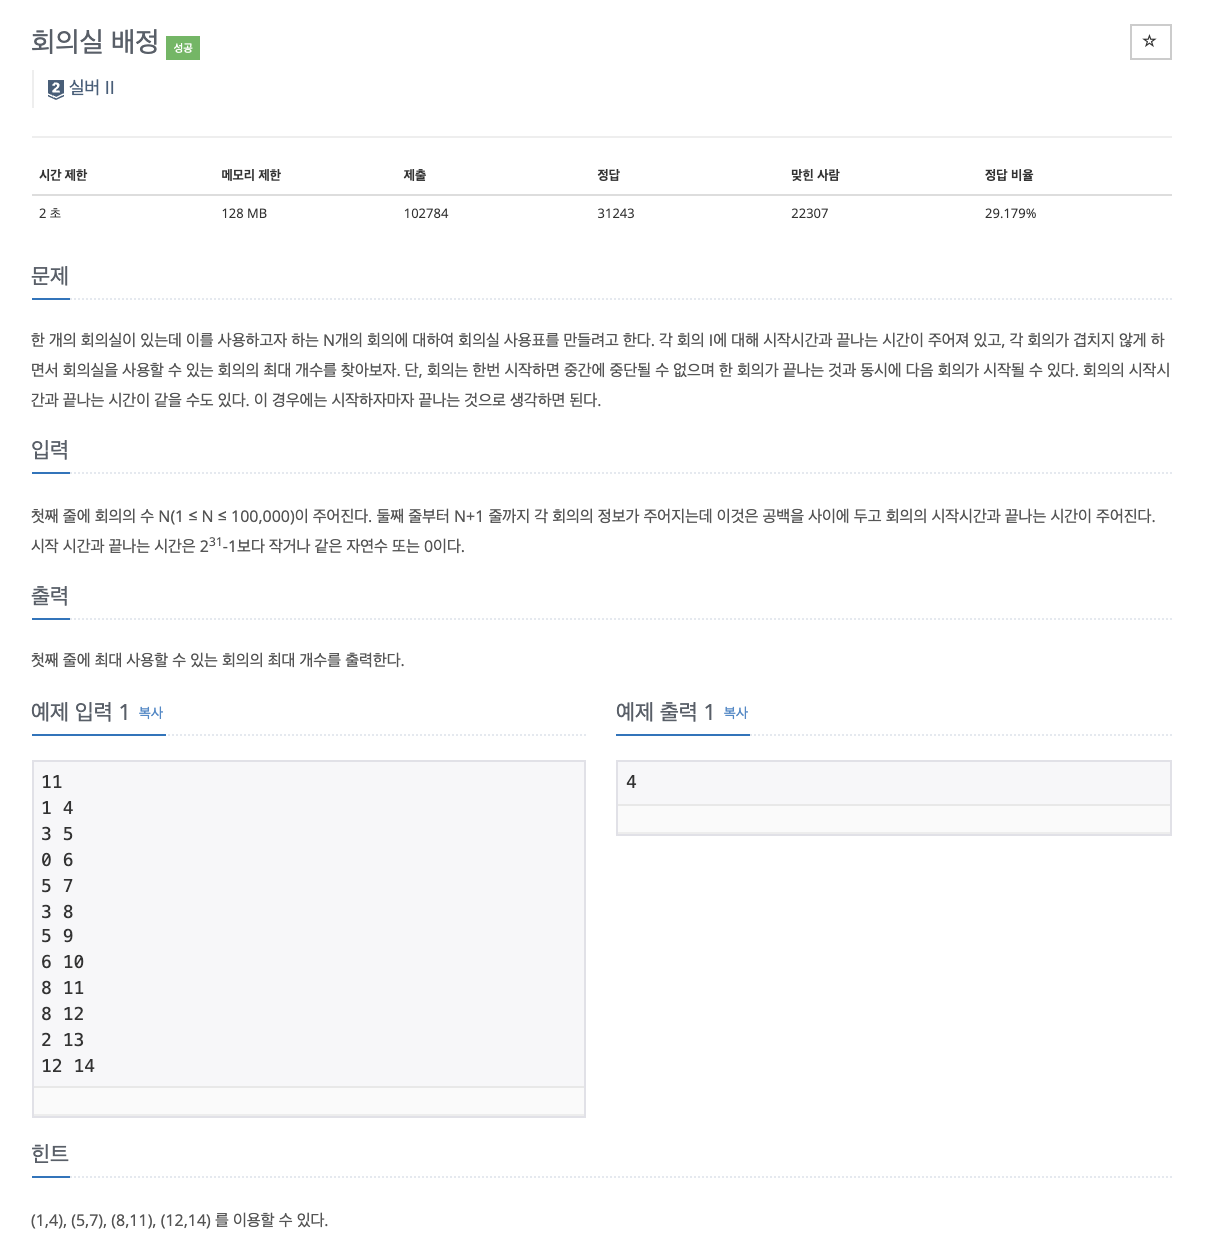 회의실 배정 성공
☆
2 실버 II
시간 제한 메모리 제한 제출 정답 맞힌 사람 정답 비율
2 초 128 MB 102784 31243 22307 29.179%
문제
한 개의 회의실이 있는데 이를 사용하고자 하는 N개의 회의에 대하여 회의실 사용표를 만들려고 한다. 각 회의 I에 대해 시작시간과 끝나는 시간이 주어져 있고, 각 회의가 겹치지 않게 하
면서 회의실을 사용할 수 있는 회의의 최대 개수를 찾아보자. 단, 회의는 한번 시작하면 중간에 중단될 수 없으며 한 회의가 끝나는 것과 동시에 다음 회의가 시작될 수 있다. 회의의 시작시
간과 끝나는 시간이 같을 수도 있다. 이 경우에는 시작하자마자 끝나는 것으로 생각하면 된다.
입력
첫째 줄에 회의의 수 N(1 ≤ N ≤ 100,000)이 주어진다. 둘째 줄부터 N+1 줄까지 각 회의의 정보가 주어지는데 이것은 공백을 사이에 두고 회의의 시작시간과 끝나는 시간이 주어진다.
시작 시간과 끝나는 시간은 2³¹-1보다 작거나 같은 자연수 또는 0이다.
출력
첫째 줄에 최대 사용할 수 있는 회의의 최대 개수를 출력한다.
예제 입력 1 복사
11
1 4
3 5
0 6
5 7
3 8
5 9
6 10
8 11
8 12
2 13
12 14
예제 출력 1 복사
4
힌트
(1,4), (5,7), (8,11), (12,14) 를 이용할 수 있다.